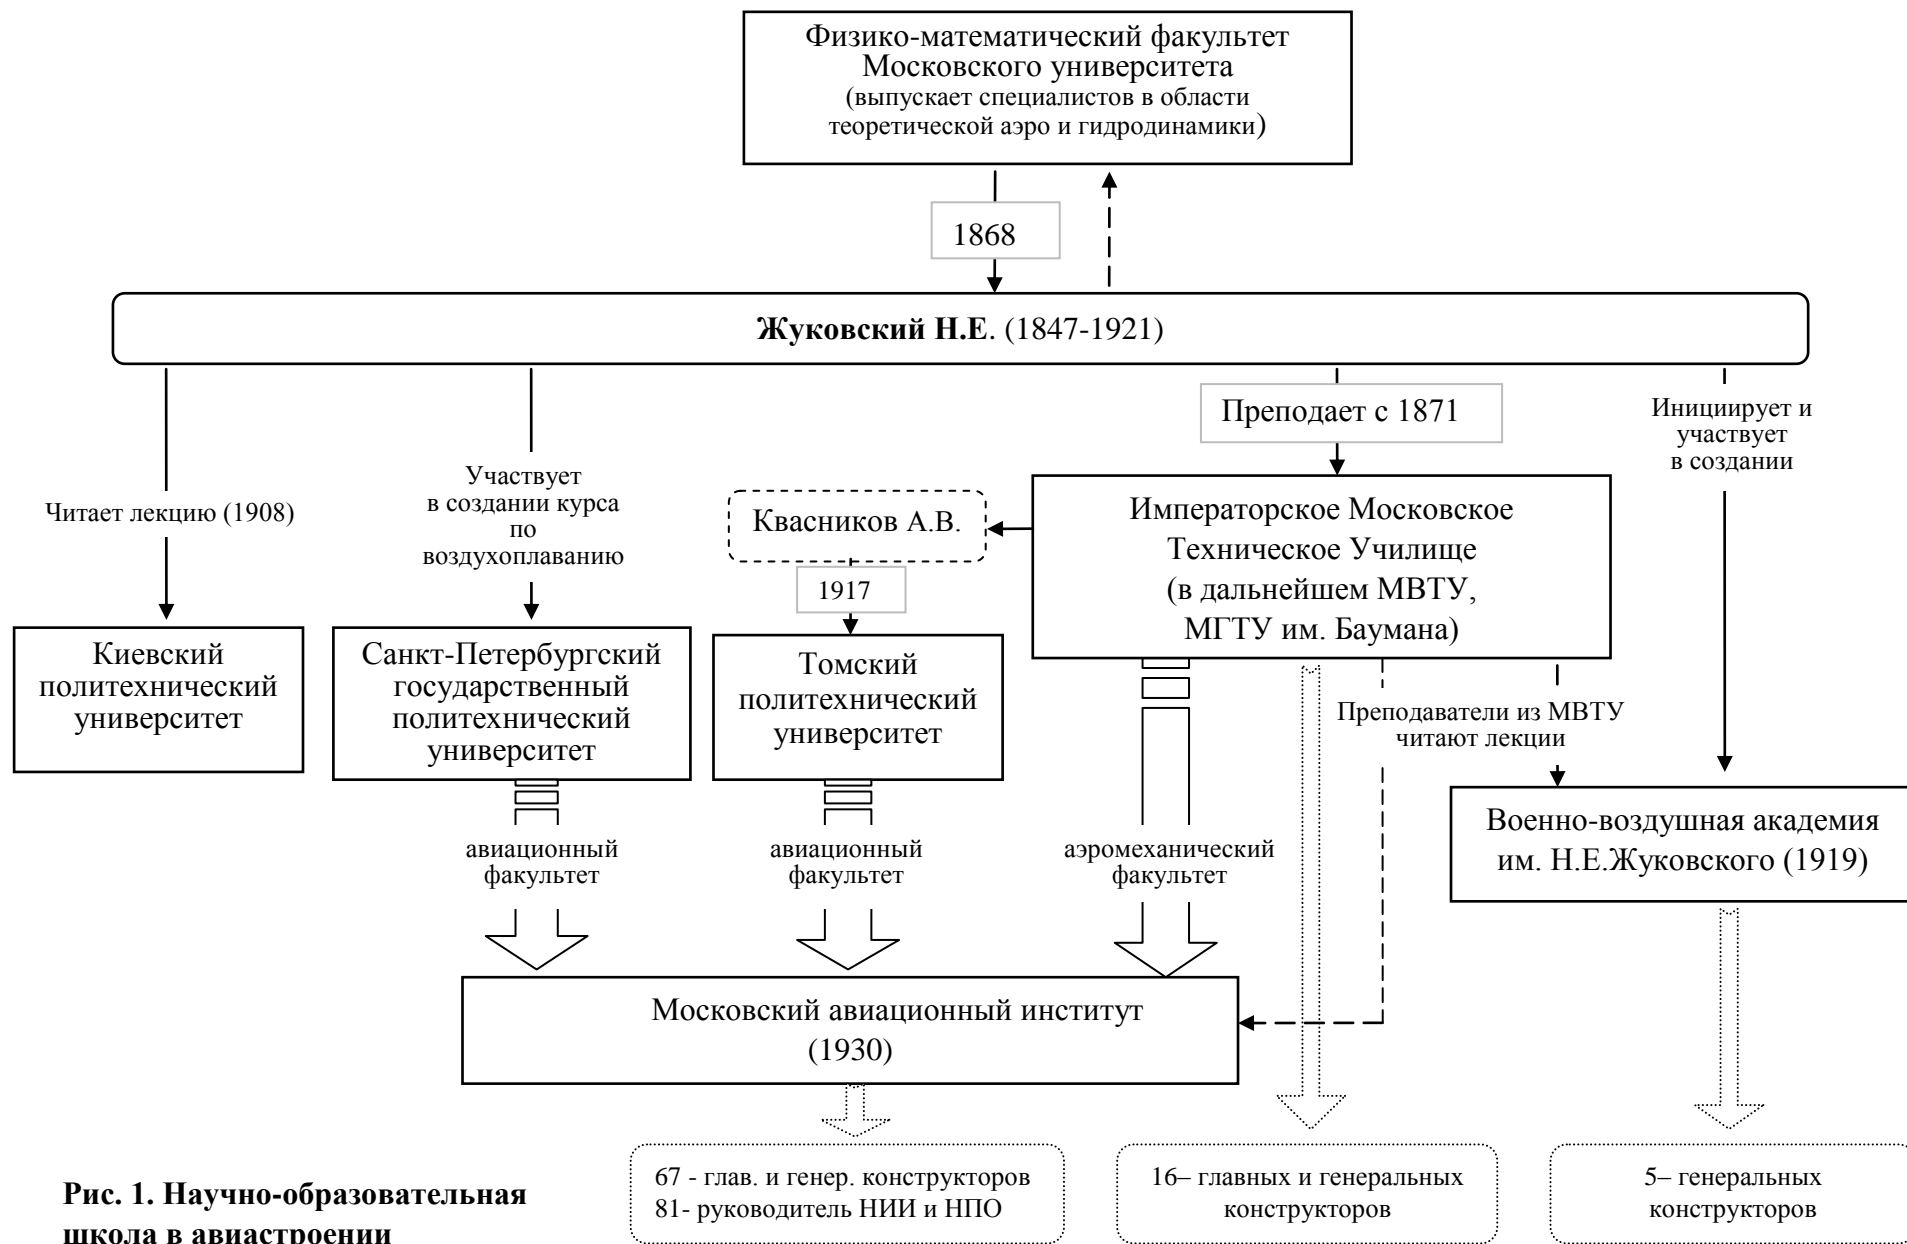 Физико-математический факультет
Московского университета
(выпускает специалистов в области
теоретической аэро и гидродинамики)
1868
Жуковский Н.Е. (1847-1921)
Читает лекцию (1908)
Участвует
в создании курса
по
воздухоплаванию
Преподает с 1871
Инициирует и
участвует
в создании
Квасников А.В.
1917
Императорское Московское
Техническое Училище
(в дальнейшем МВТУ,
МГТУ им. Баумана)
Киевский
политехнический
университет
Санкт-Петербургский
государственный
политехнический
университет
Томский
политехнический
университет
Преподаватели из МВТУ
читают лекции
Военно-воздушная академия
им. Н.Е.Жуковского (1919)
авиационный
факультет
авиационный
факультет
аэромеханический
факультет
Московский авиационный институт
(1930)
67 - глав. и генер. конструкторов
81- руководитель НИИ и НПО
16– главных и генеральных
конструкторов
5– генеральных
конструкторов
Рис. 1. Научно-образовательная
школа в авиастроении